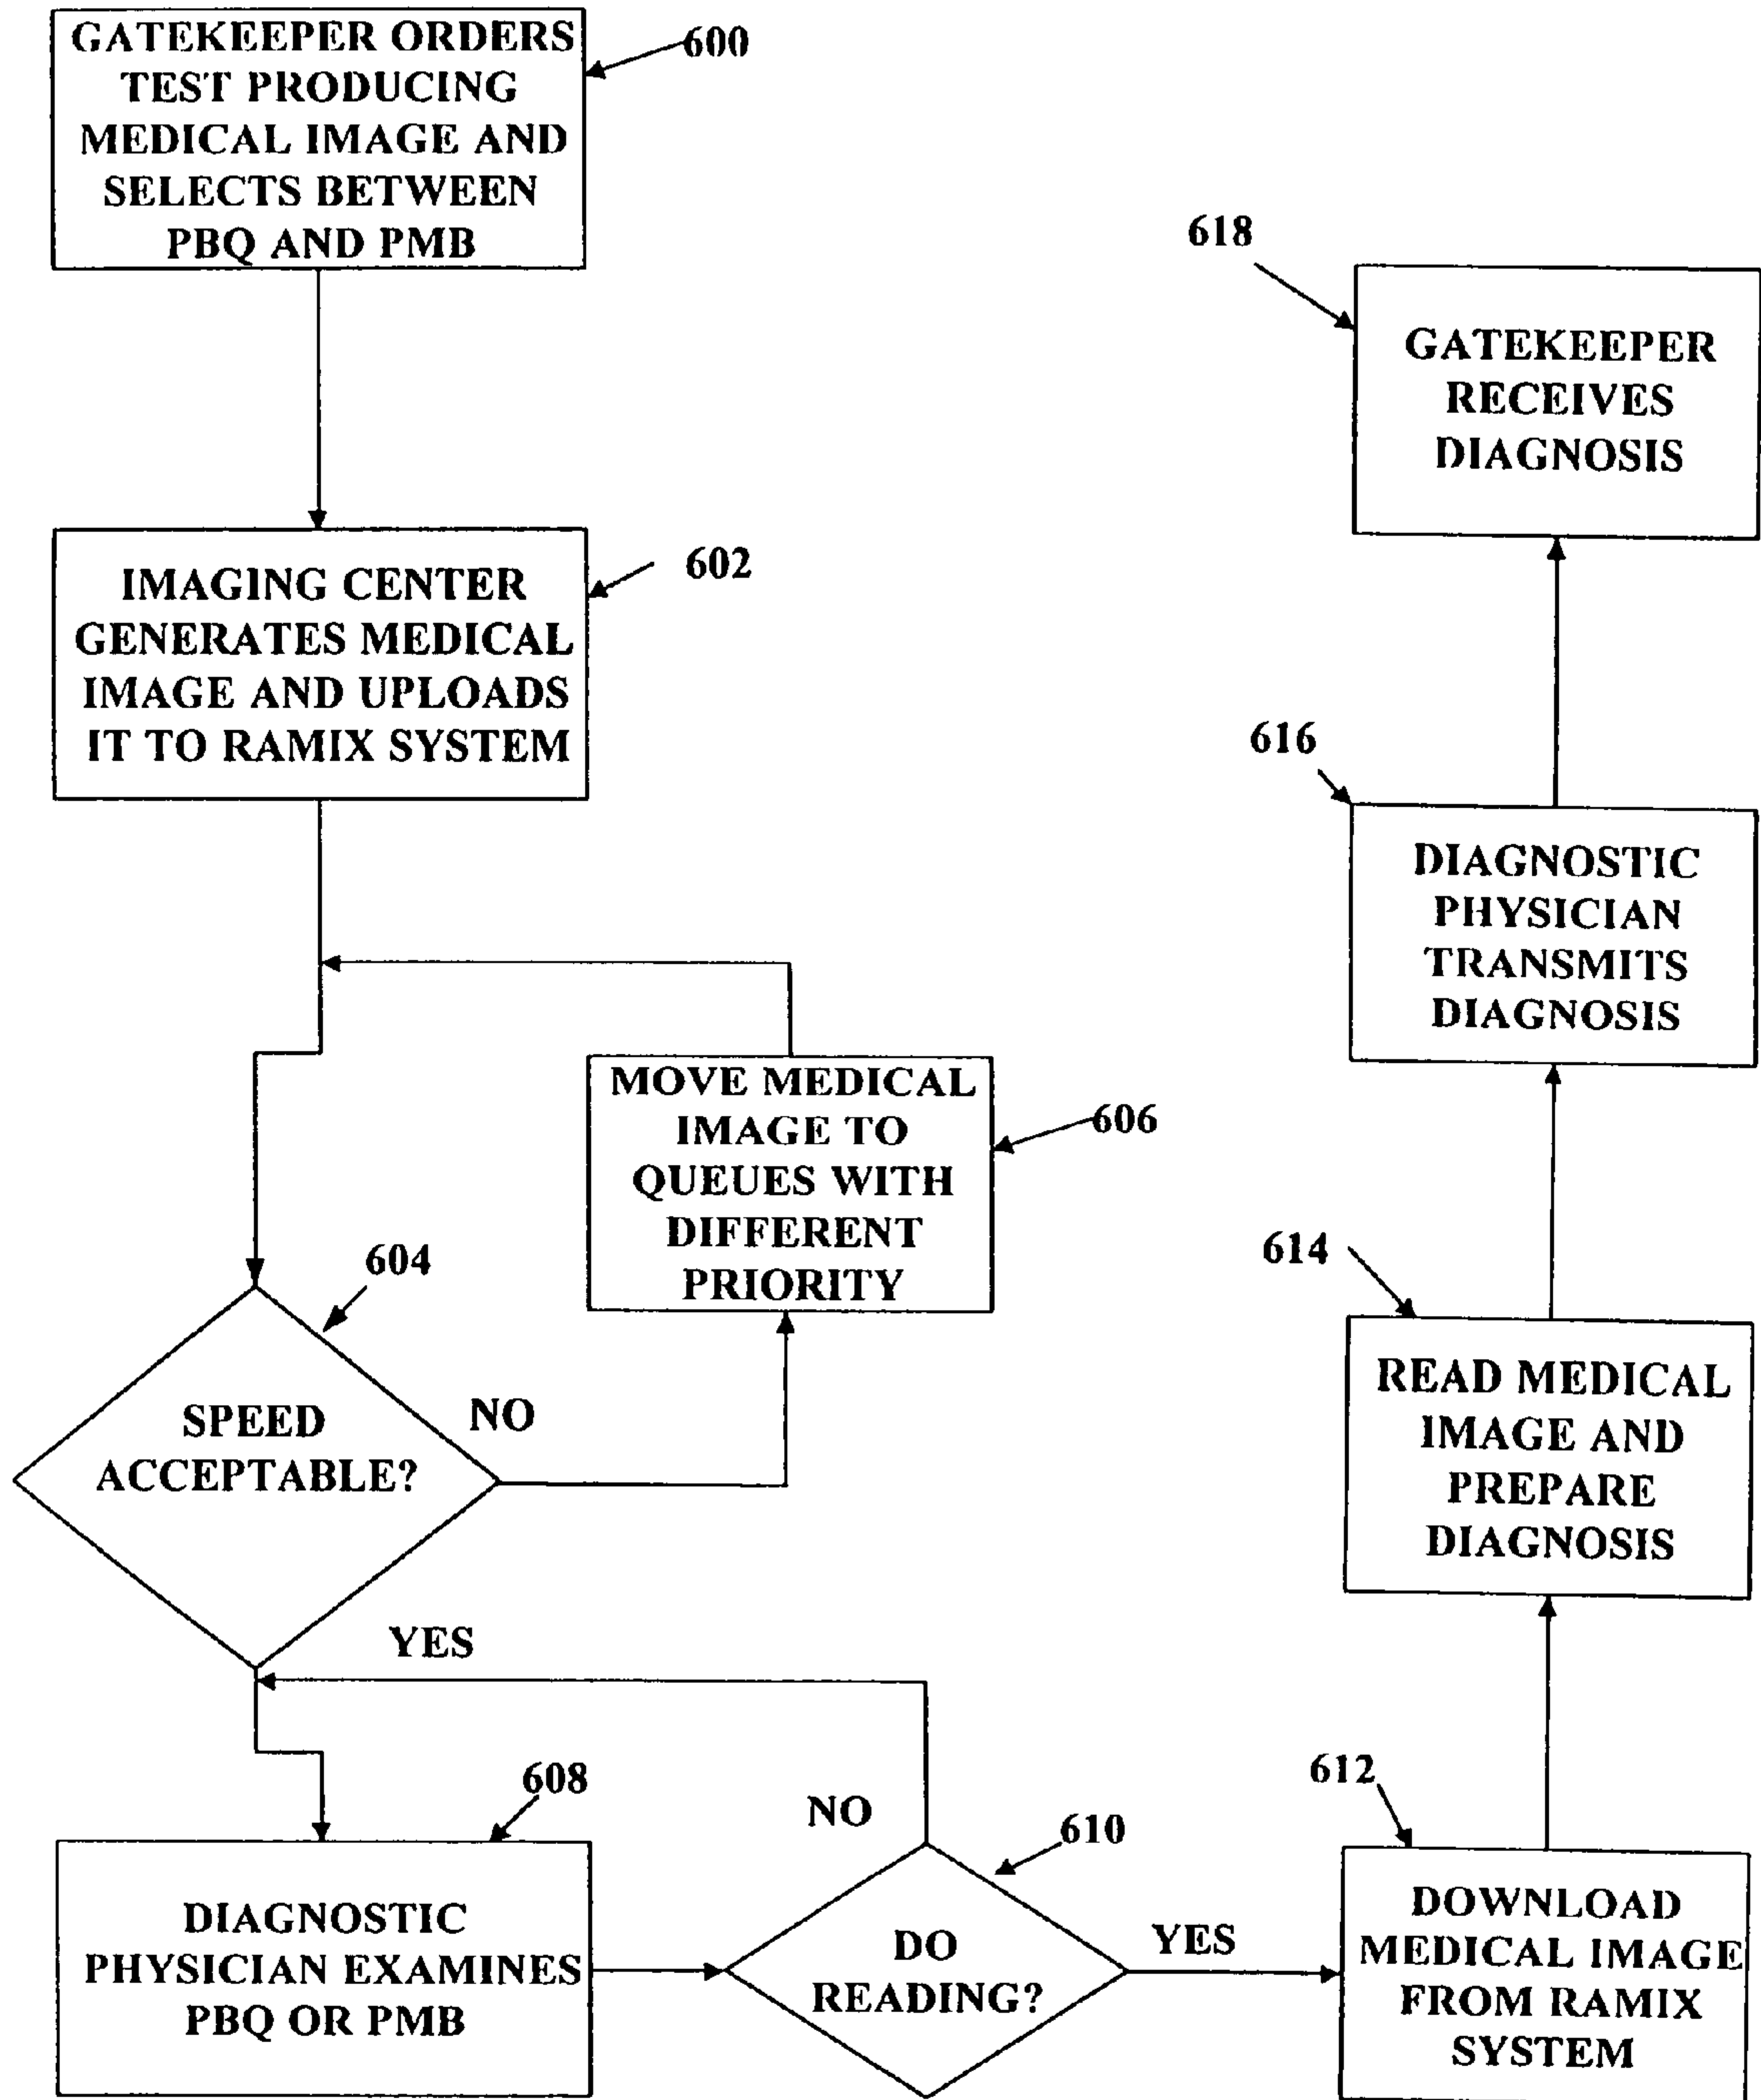 GATEKEEPER ORDERS
TEST PRODUCING
MEDICAL IMAGE AND
SELECTS BETWEEN
PBQ AND PMB
600
IMAGING CENTER
GENERATES MEDICAL
IMAGE AND UPLOADS
IT TO RAMIX SYSTEM
602
MOVE MEDICAL
IMAGE TO
QUEUES WITH
DIFFERENT
PRIORITY
606
604
SPEED
ACCEPTABLE?
NO
YES
608
DIAGNOSTIC
PHYSICIAN EXAMINES
PBQ OR PMB
NO
610
DO
READING?
YES
612
DOWNLOAD
MEDICAL IMAGE
FROM RAMIX
SYSTEM
614
READ MEDICAL
IMAGE AND
PREPARE
DIAGNOSIS
616
DIAGNOSTIC
PHYSICIAN
TRANSMITS
DIAGNOSIS
618
GATEKEEPER
RECEIVES
DIAGNOSIS